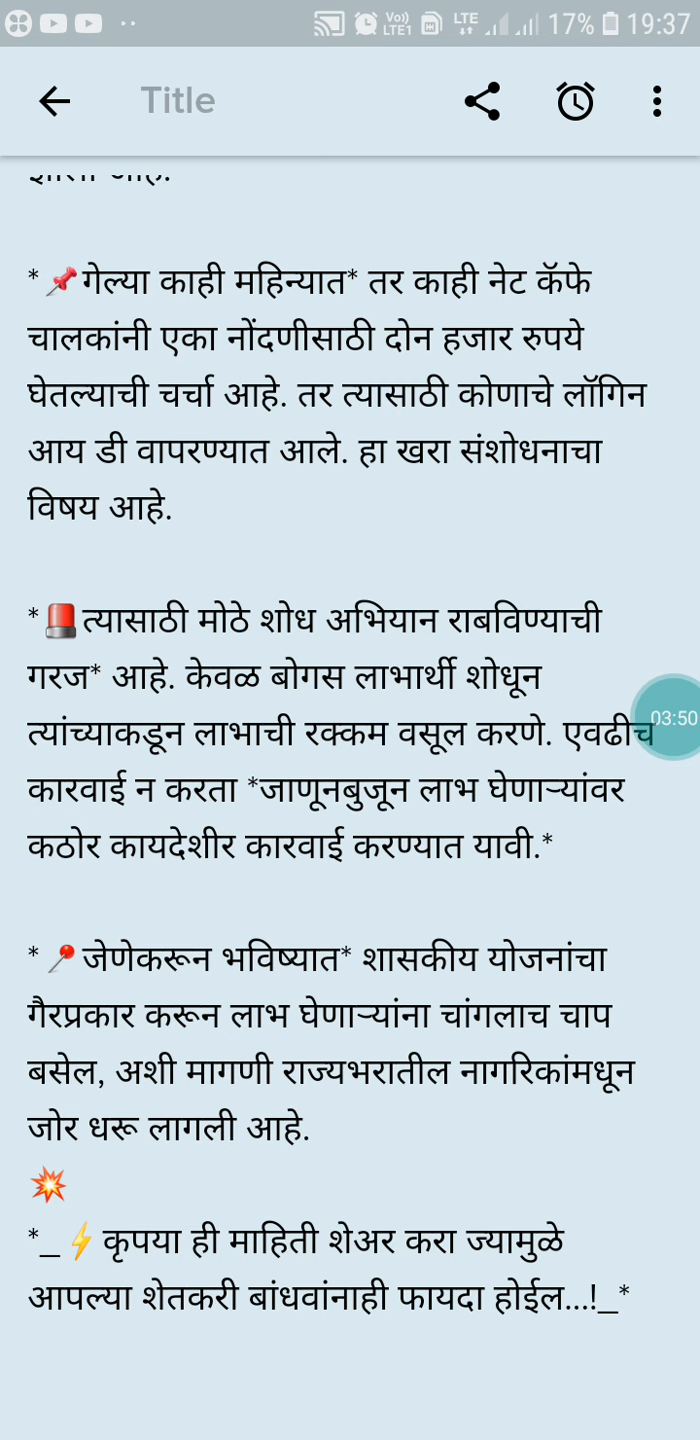 Vo))
LTE1
LTE
17%
19:37
Title
*📌गेल्या काही महिन्यात* तर काही नेट कॅफे
चालकांनी एका नोंदणीसाठी दोन हजार रुपये
घेतल्याची चर्चा आहे. तर त्यासाठी कोणाचे लॉगिन
आय डी वापरण्यात आले. हा खरा संशोधनाचा
विषय आहे.
*🚨त्यासाठी मोठे शोध अभियान राबविण्याची
गरज* आहे. केवळ बोगस लाभार्थी शोधून
त्यांच्याकडून लाभाची रक्कम वसूल करणे. एवढीच
03:50
कारवाई न करता *जाणूनबुजून लाभ घेणाऱ्यांवर
कठोर कायदेशीर कारवाई करण्यात यावी.*
*📍जेणेकरून भविष्यात* शासकीय योजनांचा
गैरप्रकार करून लाभ घेणाऱ्यांना चांगलाच चाप
बसेल, अशी मागणी राज्यभरातील नागरिकांमधून
जोर धरू लागली आहे.
💥
*_⚡कृपया ही माहिती शेअर करा ज्यामुळे
आपल्या शेतकरी बांधवांनाही फायदा होईल...!_*